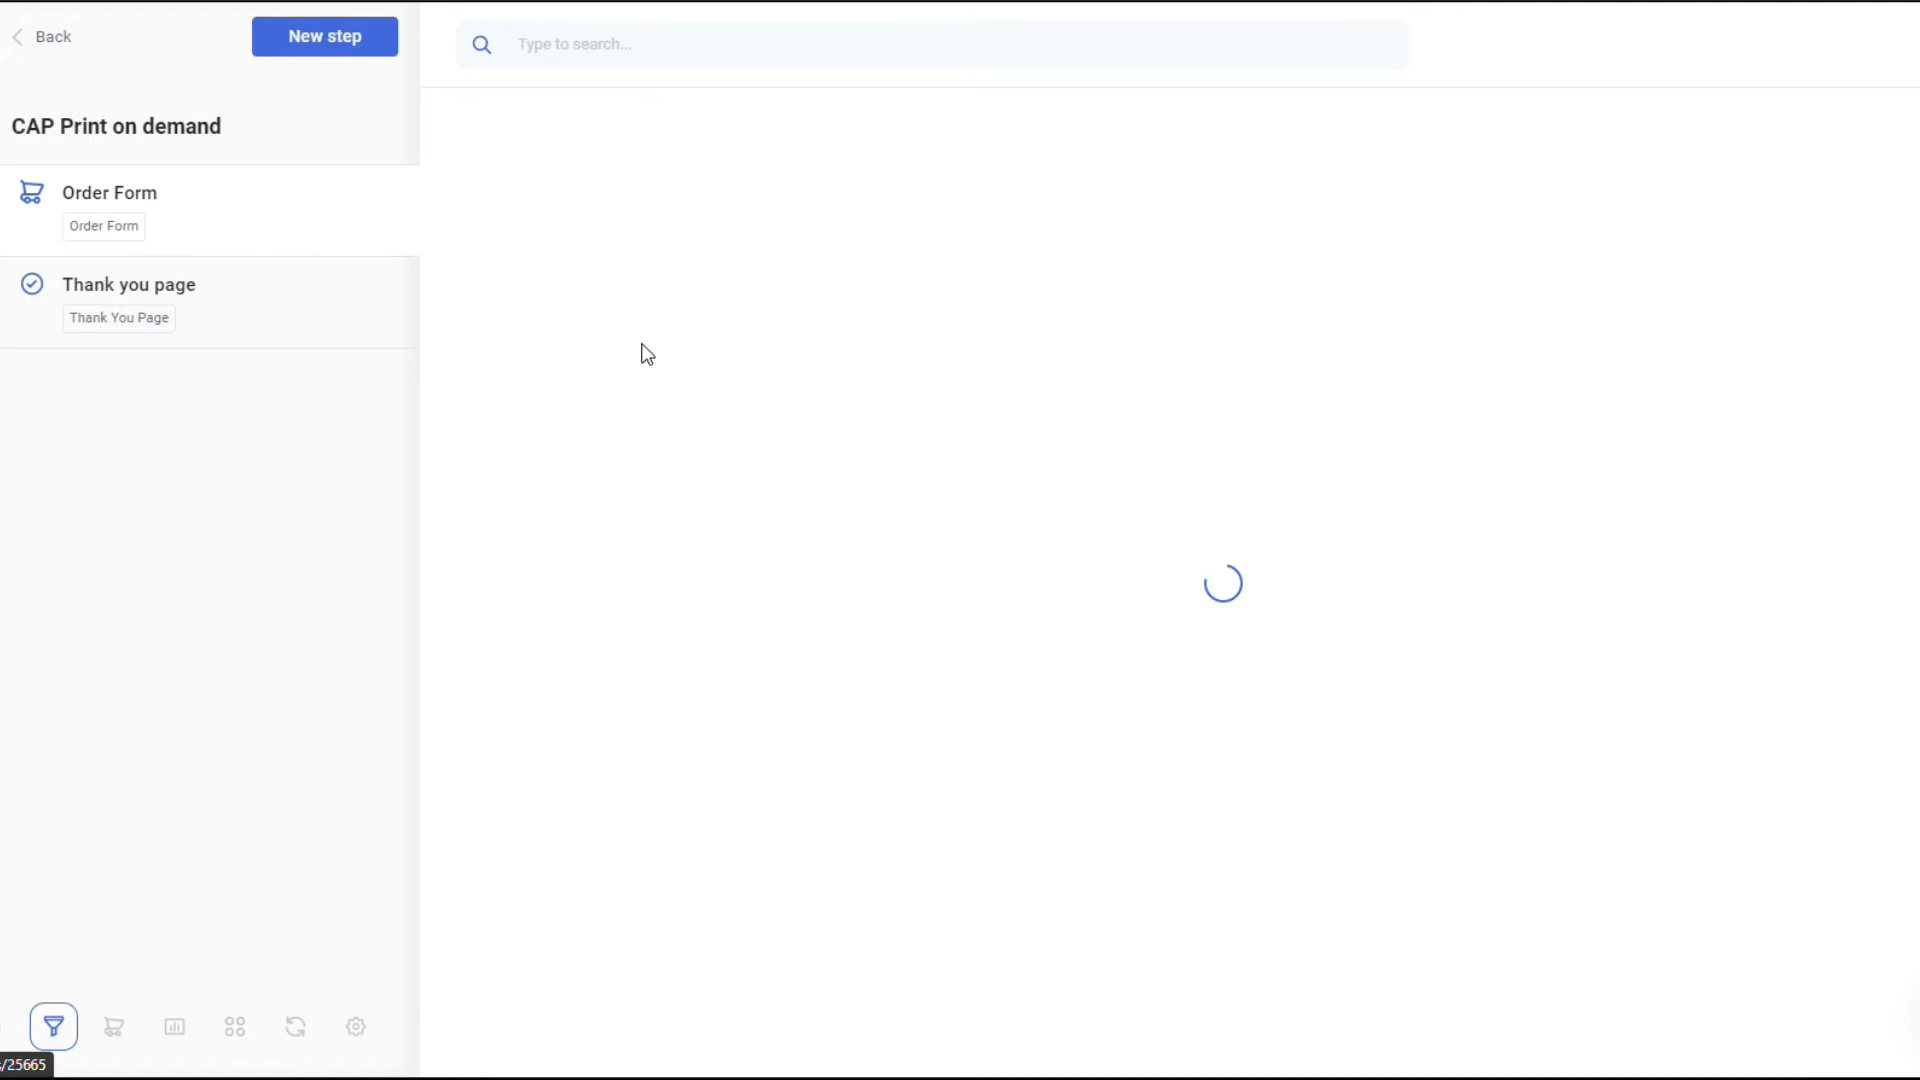 Back
New step
Type to search...
CAP Print on demand
Order Form
Order Form
Thank you page
Thank You Page
/25665